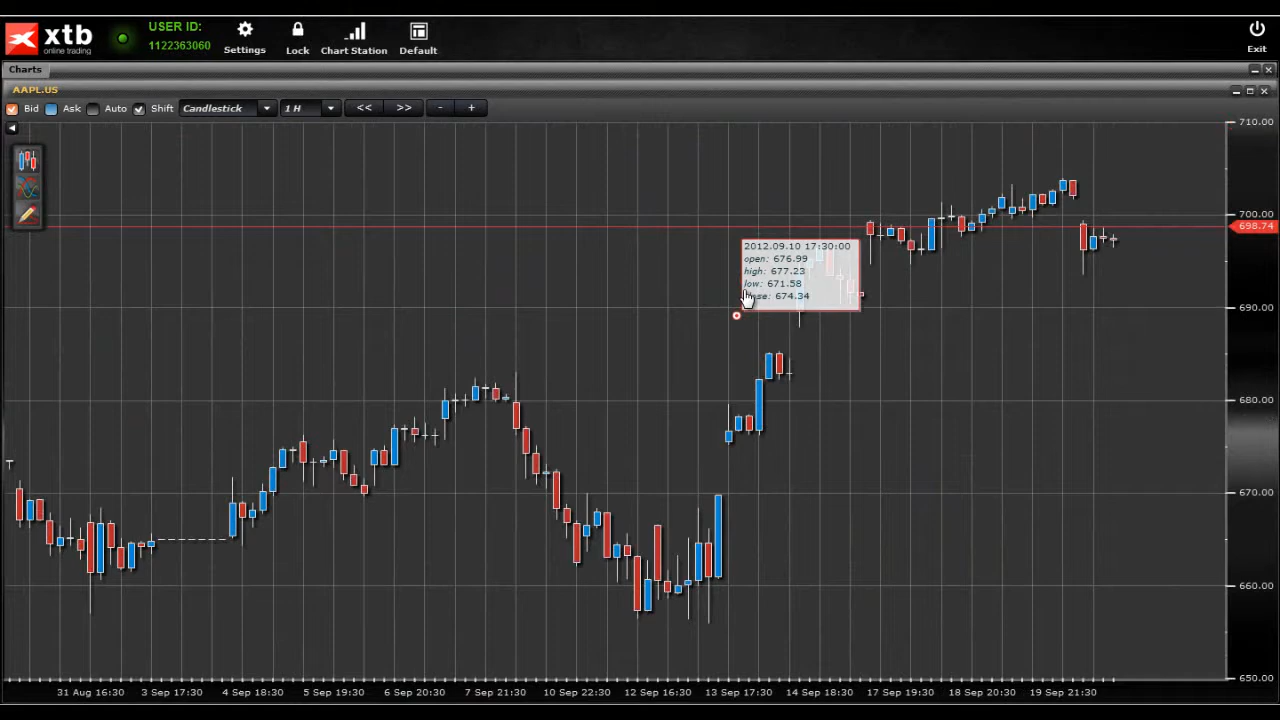 xtb
online trading
USER ID:
1122363060
Settings
Lock
Chart Station
Default
Exit
Charts
AAPL.US
Bid Ask Auto Shift Candlestick 1 H << >> - +
710.00
700.00
698.74
690.00
680.00
670.00
660.00
650.00
2012.09.10 17:30:00
open: 676.99
high: 677.23
low: 671.58
674.34
31 Aug 16:30 3 Sep 17:30 4 Sep 18:30 5 Sep 19:30 6 Sep 20:30 7 Sep 21:30 10 Sep 22:30 12 Sep 16:30 13 Sep 17:30 14 Sep 18:30 17 Sep 19:30 18 Sep 20:30 19 Sep 21:30